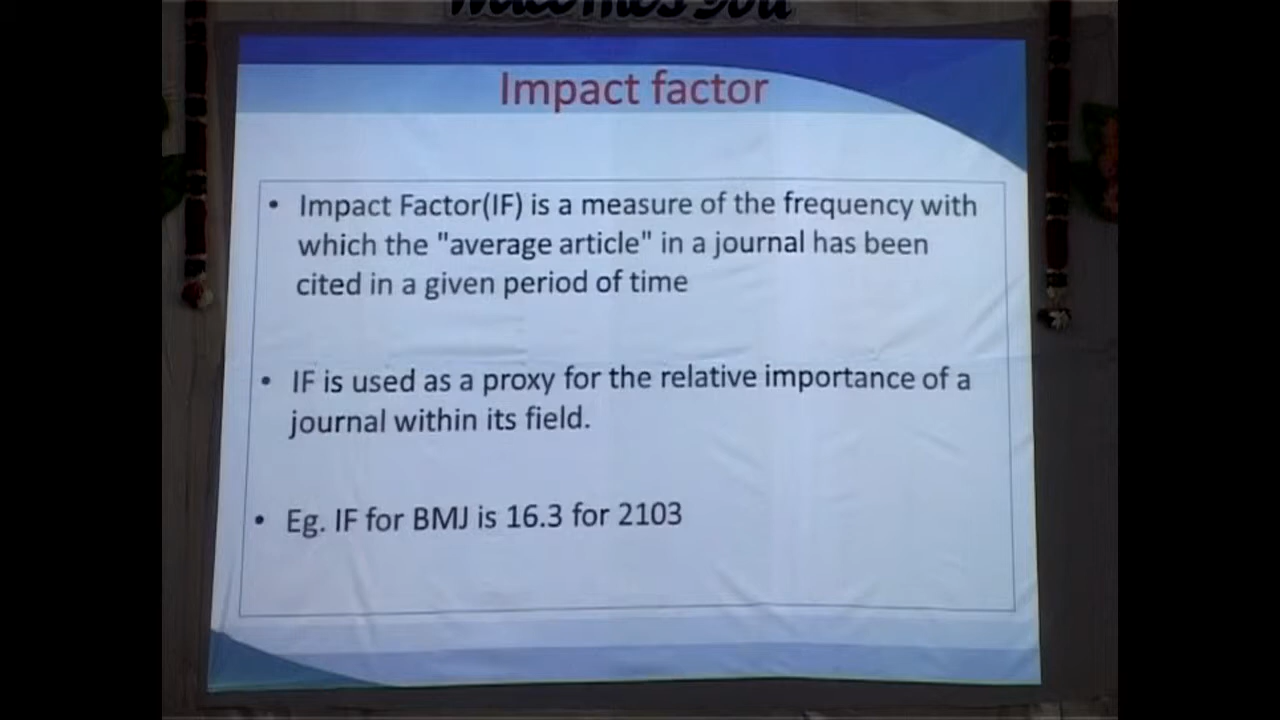 Impact factor
• Impact Factor(IF) is a measure of the frequency with
which the "average article" in a journal has been
cited in a given period of time
• IF is used as a proxy for the relative importance of a
journal within its field.
• Eg. IF for BMJ is 16.3 for 2103